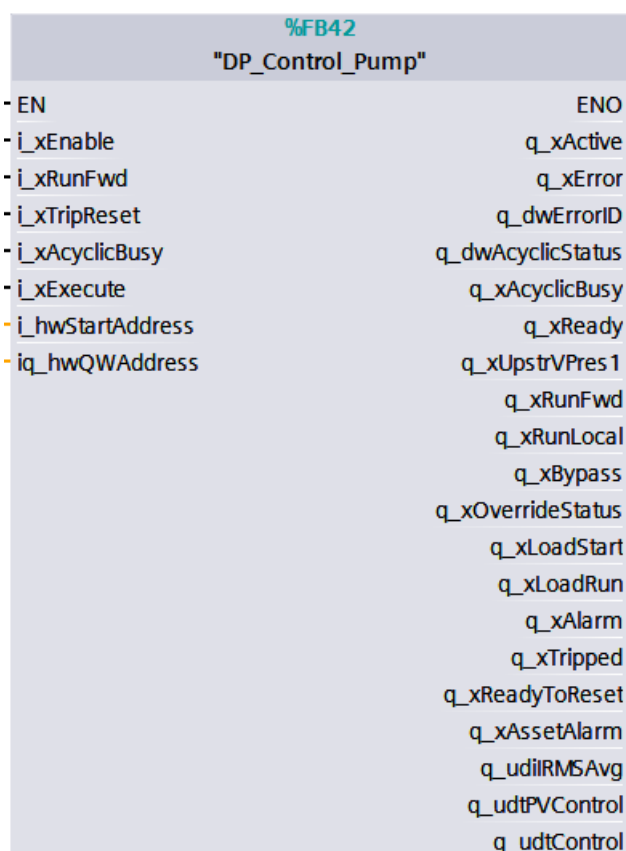 %FB42
"DP_Control_Pump"
EN ENO
i_xEnable q_xActive
i_xRunFwd q_xError
i_xTripReset q_dwErrorID
i_xAcyclicBusy q_dwAcyclicStatus
i_xExecute q_xAcyclicBusy
i_hwStartAddress q_xReady
iq_hwQWAddress q_xUpstrVPres1
q_xRunFwd
q_xRunLocal
q_xBypass
q_xOverrideStatus
q_xLoadStart
q_xLoadRun
q_xAlarm
q_xTripped
q_xReadyToReset
q_xAssetAlarm
q_udiIRMSAvg
q_udtPVControl
q_udtControl